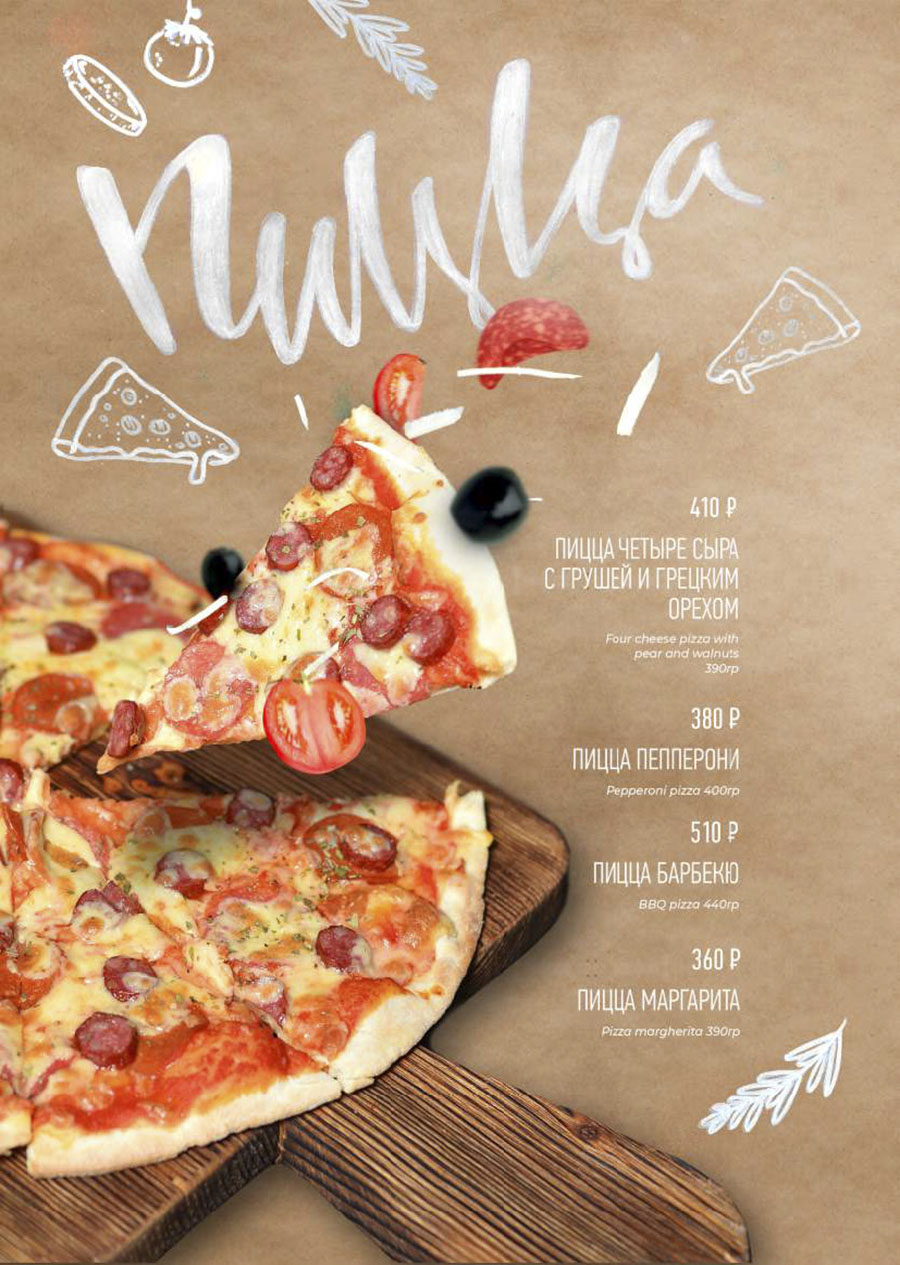 пицца
410 ₽
ПИЦЦА ЧЕТЫРЕ СЫРА
С ГРУШЕЙ И ГРЕЦКИМ
ОРЕХОМ
Four cheese pizza with
pear and walnuts
390гр
380 ₽
ПИЦЦА ПЕППЕРОНИ
Pepperoni pizza 400гр
510 ₽
ПИЦЦА БАРБЕКЮ
BBQ pizza 440гр
360 ₽
ПИЦЦА МАРГАРИТА
Pizza margherita 390гр